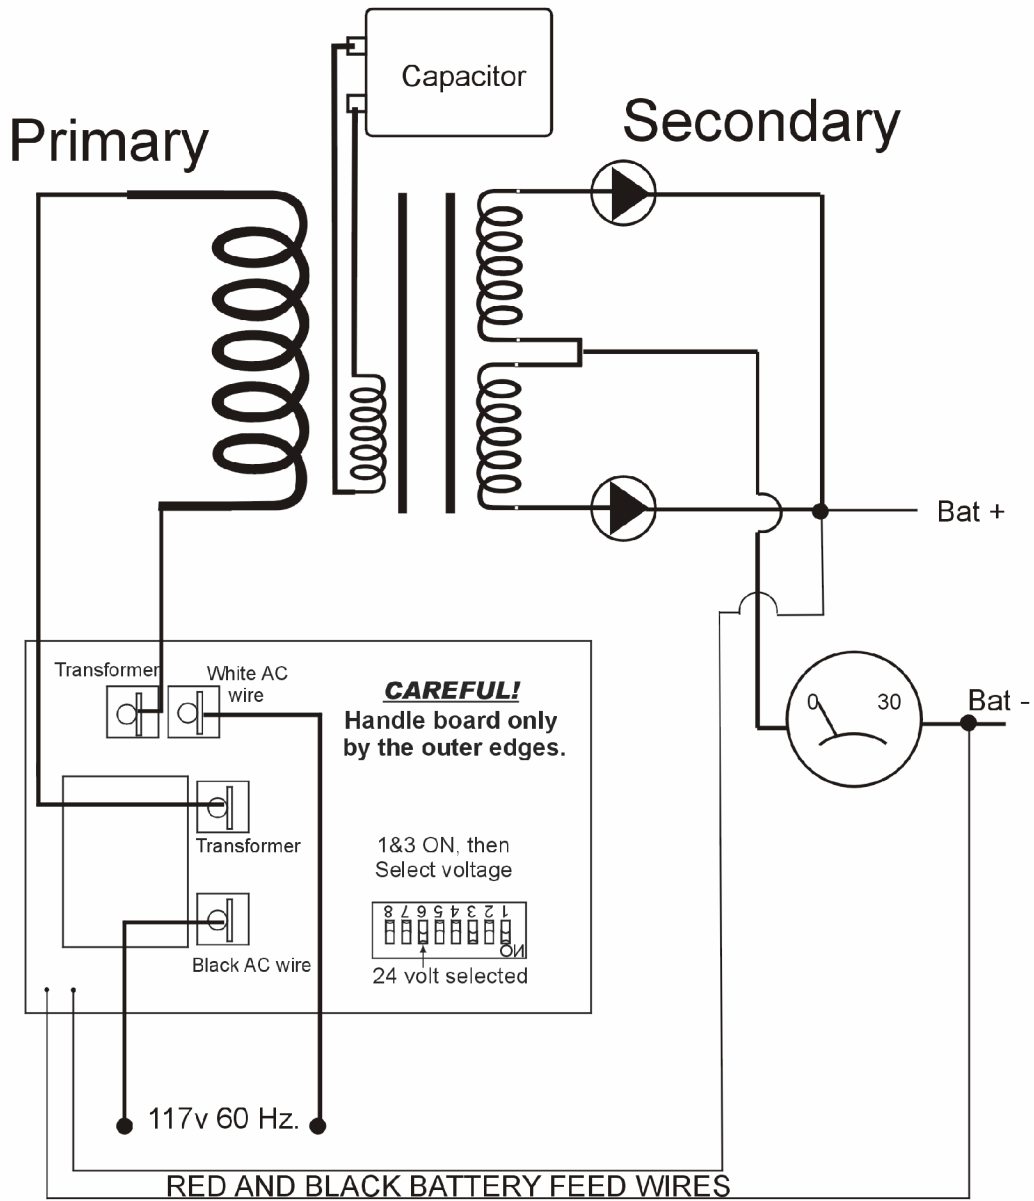 Capacitor
Primary
Secondary
Bat +
Transformer
White AC
wire
CAREFUL!
Handle board only
by the outer edges.
0
30
Bat -
Transformer
1&3 ON, then
Select voltage
8 7 6 5 4 3 2 1
ON
Black AC wire
24 volt selected
117v 60 Hz.
RED AND BLACK BATTERY FEED WIRES